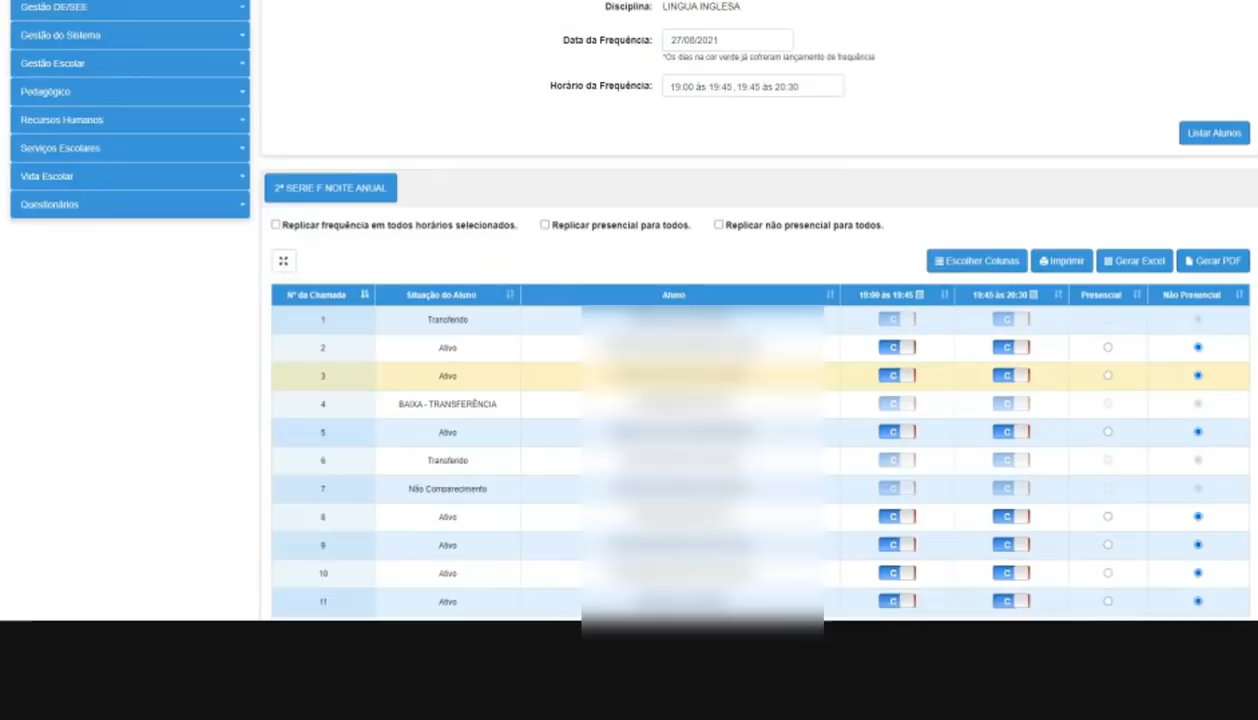 Gestão DE/SEE
Gestão do Sistema
Gestão Escolar
Pedagógico
Recursos Humanos
Serviços Escolares
Vida Escolar
Questionários
Disciplina: LINGUA INGLESA
Data da Frequência: 27/08/2021
*Os dias na cor verde já sofreram lançamento de frequência
Horário da Frequência: 19:00 às 19:45 ,19:45 às 20:30
Listar Alunos
2ª SERIE F NOITE ANUAL
Replicar frequência em todos horários selecionados. Replicar presencial para todos. Replicar não presencial para todos.
Escolher Colunas Imprimir Gerar Excel Gerar PDF
Nº da Chamada Situação do Aluno Aluno 19:00 às 19:45 19:45 às 20:30 Presencial Não Presencial
1 Transferido C C
2 Ativo C C
3 Ativo C C
4 BAIXA - TRANSFERÊNCIA C C
5 Ativo C C
6 Transferido C C
7 Não Comparecimento C C
8 Ativo C C
9 Ativo C C
10 Ativo C C
11 Ativo C C